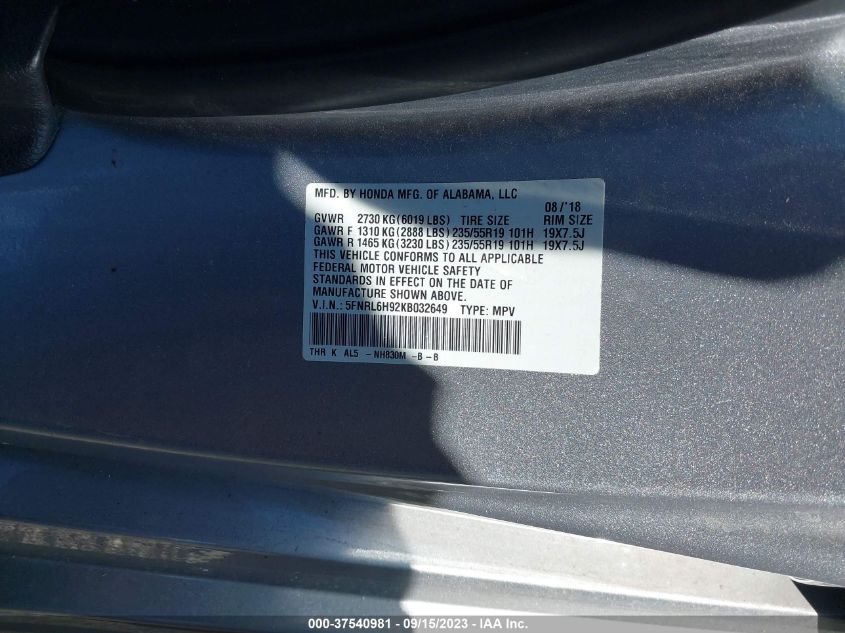 MFD. BY HONDA MFG. OF ALABAMA, LLC
08/'18
GVWR 2730 KG(6019 LBS) TIRE SIZE RIM SIZE
GAWR F 1310 KG(2888 LBS) 235/55R19 101H 19X7.5J
GAWR R 1465 KG(3230 LBS) 235/55R19 101H 19X7.5J
THIS VEHICLE CONFORMS TO ALL APPLICABLE
FEDERAL MOTOR VEHICLE SAFETY
STANDARDS IN EFFECT ON THE DATE OF
MANUFACTURE SHOWN ABOVE.
V.I.N.: 5FNRL6H92KB032649 TYPE: MPV
THR K AL5 -NH830M -B-B
000-37540981 - 09/15/2023 - IAA Inc.